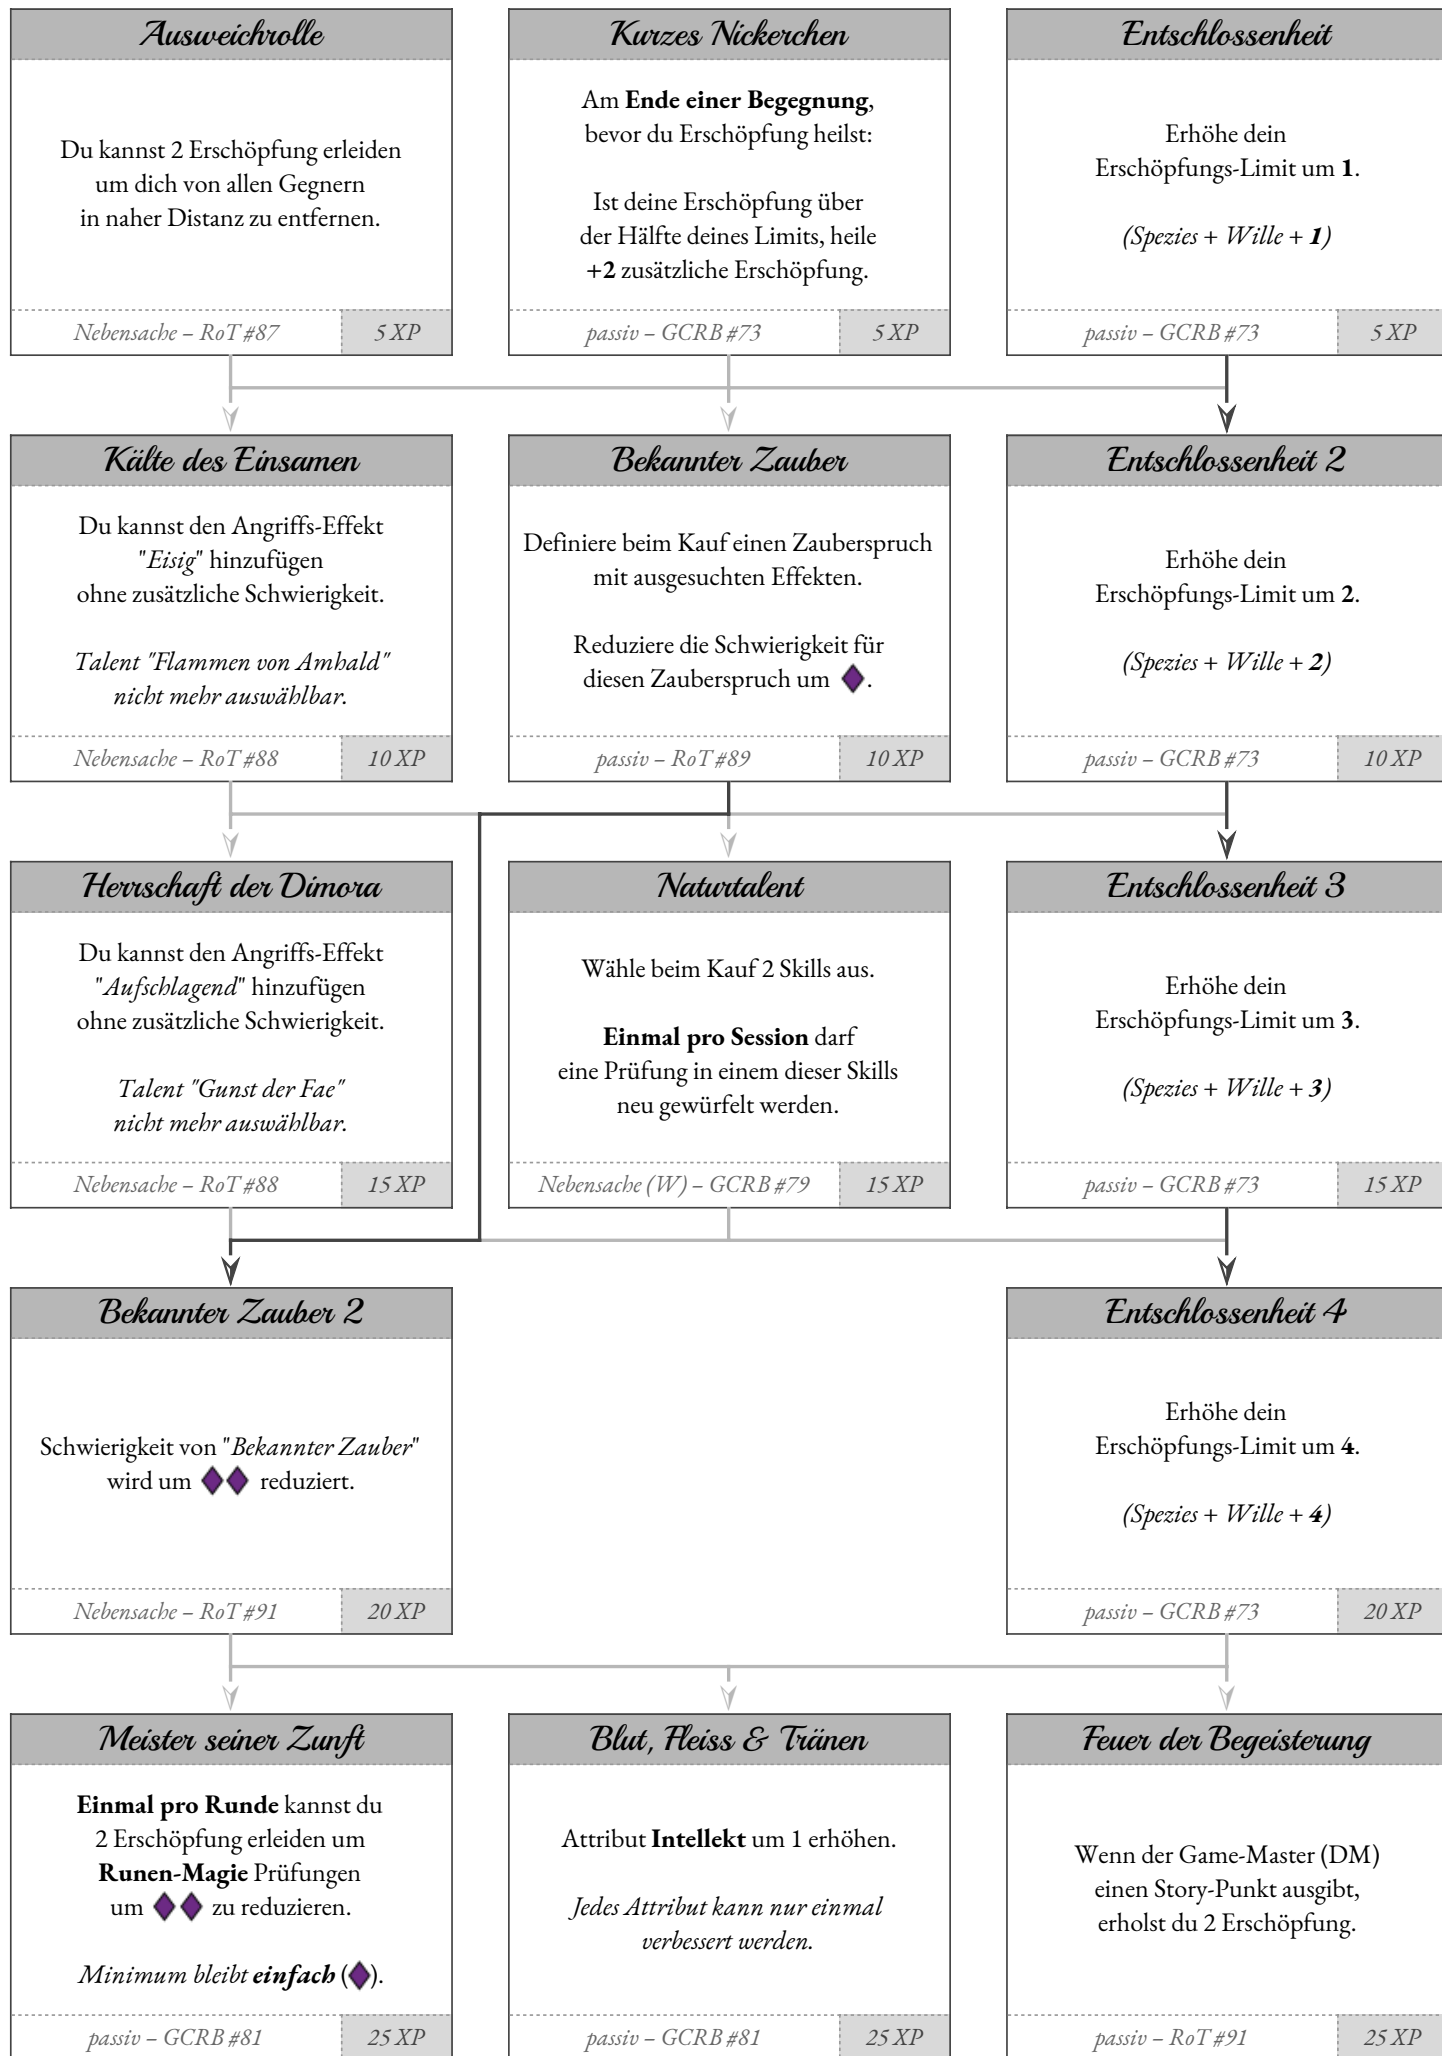 Ausweichrolle
Du kannst 2 Erschöpfung erleiden
um dich von allen Gegnern
in naher Distanz zu entfernen.
Nebensache – RoT #87
5 XP
Kurzes Nickerchen
Am Ende einer Begegnung,
bevor du Erschöpfung heilst:
Ist deine Erschöpfung über
der Hälfte deines Limits, heile
+2 zusätzliche Erschöpfung.
passiv – GCRB #73
5 XP
Entschlossenheit
Erhöhe dein
Erschöpfungs-Limit um 1.
(Spezies + Wille + 1)
passiv – GCRB #73
5 XP
Kälte des Einsamen
Du kannst den Angriffs-Effekt
"Eisig" hinzufügen
ohne zusätzliche Schwierigkeit.
Talent "Flammen von Amhald"
nicht mehr auswählbar.
Nebensache – RoT #88
10 XP
Bekannter Zauber
Definiere beim Kauf einen Zauberspruch
mit ausgesuchten Effekten.
Reduziere die Schwierigkeit für
diesen Zauberspruch um ♦.
passiv – RoT #89
10 XP
Entschlossenheit 2
Erhöhe dein
Erschöpfungs-Limit um 2.
(Spezies + Wille + 2)
passiv – GCRB #73
10 XP
Herrschaft der Dimora
Du kannst den Angriffs-Effekt
"Aufschlagend" hinzufügen
ohne zusätzliche Schwierigkeit.
Talent "Gunst der Fae"
nicht mehr auswählbar.
Nebensache – RoT #88
15 XP
Naturtalent
Wähle beim Kauf 2 Skills aus.
Einmal pro Session darf
eine Prüfung in einem dieser Skills
neu gewürfelt werden.
Nebensache (W) – GCRB #79
15 XP
Entschlossenheit 3
Erhöhe dein
Erschöpfungs-Limit um 3.
(Spezies + Wille + 3)
passiv – GCRB #73
15 XP
Bekannter Zauber 2
Schwierigkeit von "Bekannter Zauber"
wird um ♦♦ reduziert.
Nebensache – RoT #91
20 XP
Entschlossenheit 4
Erhöhe dein
Erschöpfungs-Limit um 4.
(Spezies + Wille + 4)
passiv – GCRB #73
20 XP
Meister seiner Zunft
Einmal pro Runde kannst du
2 Erschöpfung erleiden um
Runen-Magie Prüfungen
um ♦♦ zu reduzieren.
Minimum bleibt einfach (♦).
passiv – GCRB #81
25 XP
Blut, Fleiss & Tränen
Attribut Intellekt um 1 erhöhen.
Jedes Attribut kann nur einmal
verbessert werden.
passiv – GCRB #81
25 XP
Feuer der Begeisterung
Wenn der Game-Master (DM)
einen Story-Punkt ausgibt,
erholst du 2 Erschöpfung.
passiv – RoT #91
25 XP